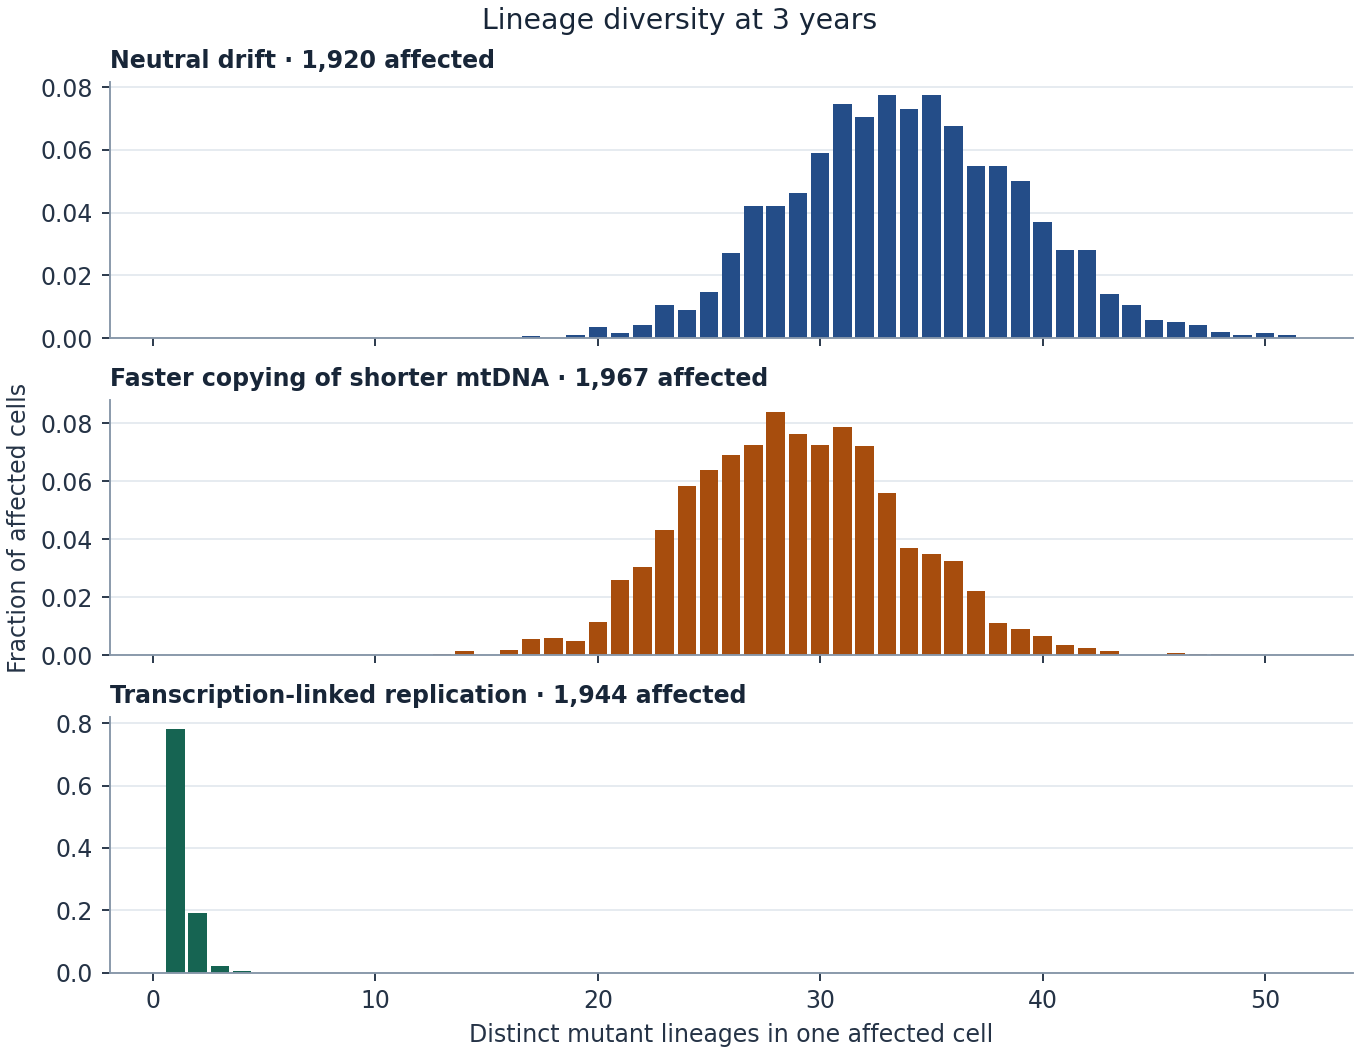 Lineage diversity at 3 years
Neutral drift · 1,920 affected
0.08
0.06
0.04
0.02
0.00
Faster copying of shorter mtDNA · 1,967 affected
0.08
0.06
0.04
0.02
0.00
Fraction of affected cells
Transcription-linked replication · 1,944 affected
0.8
0.6
0.4
0.2
0.0
0 10 20 30 40 50
Distinct mutant lineages in one affected cell